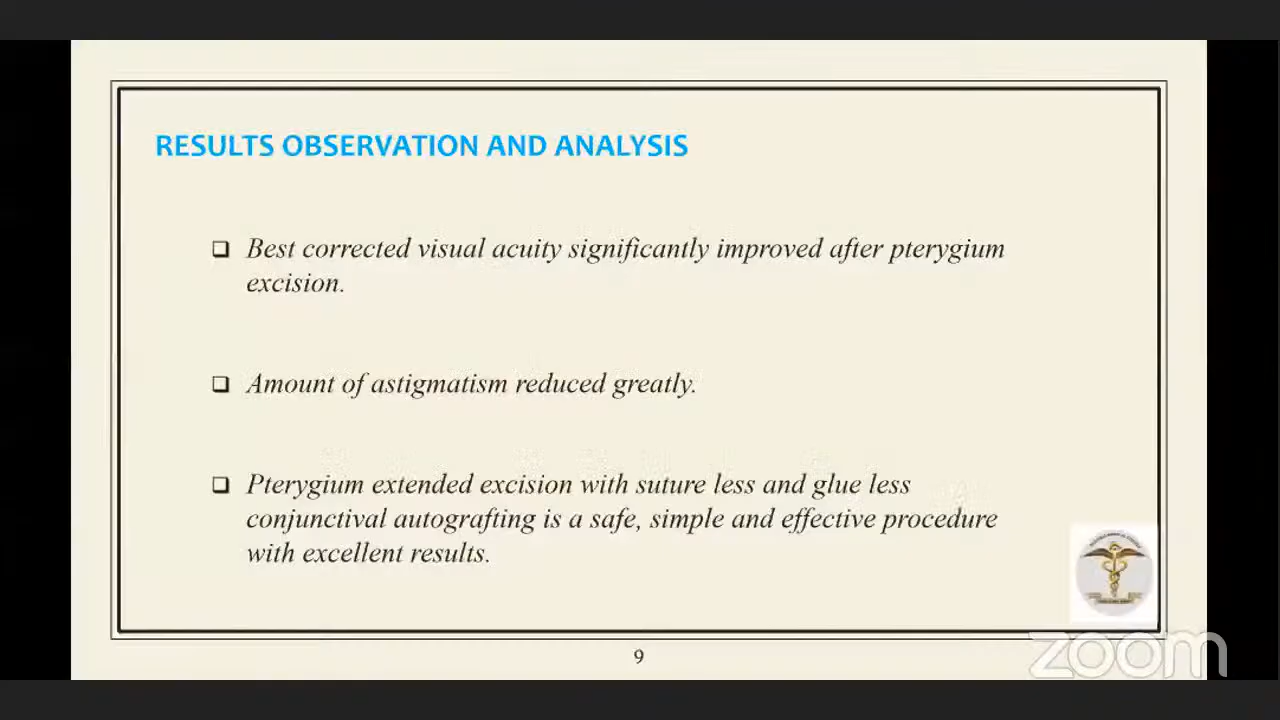 RESULTS OBSERVATION AND ANALYSIS
Best corrected visual acuity significantly improved after pterygium
excision.
Amount of astigmatism reduced greatly.
Pterygium extended excision with suture less and glue less
conjunctival autografting is a safe, simple and effective procedure
with excellent results.
9
zoom